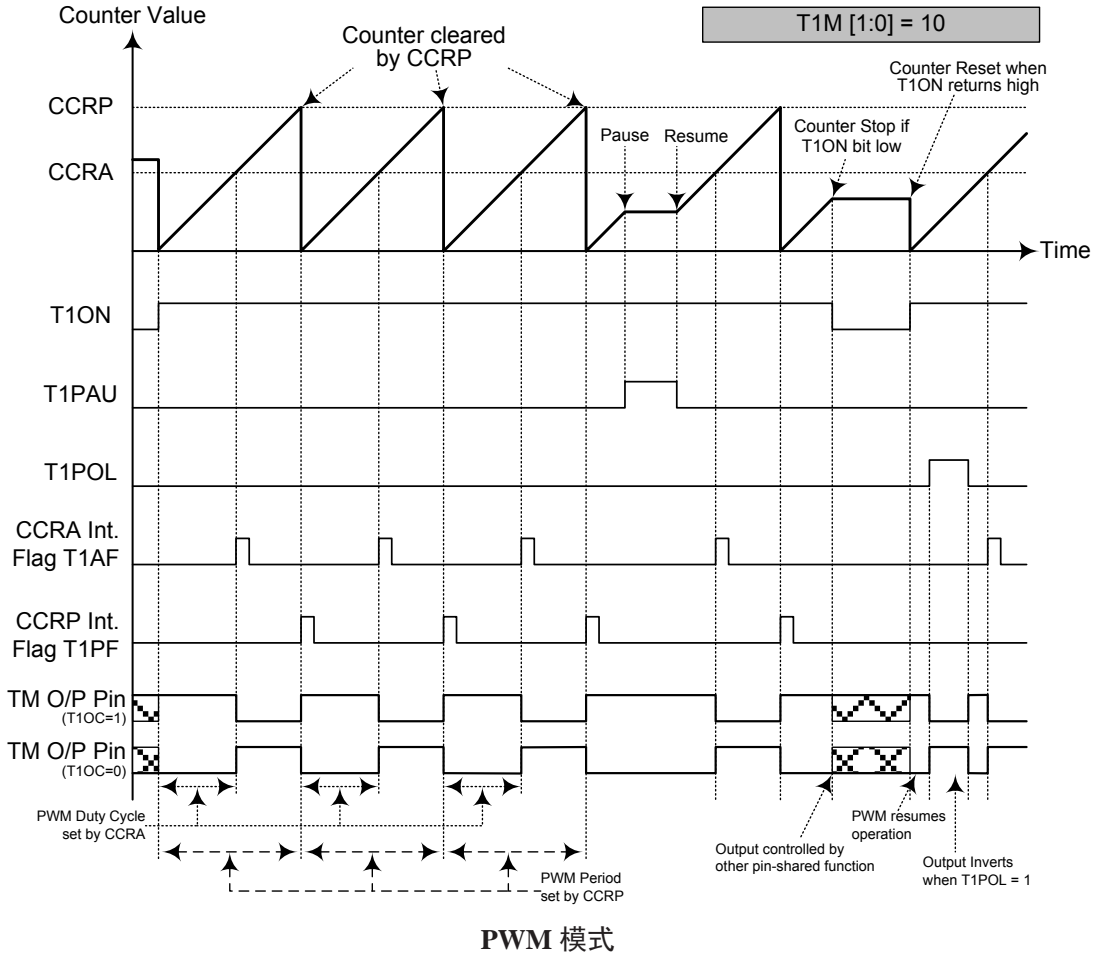 Counter Value
T1M [1:0] = 10
Counter cleared
by CCRP
Counter Reset when
T1ON returns high
CCRP
Pause
Resume
Counter Stop if
T1ON bit low
CCRA
Time
T1ON
T1PAU
T1POL
CCRA Int.
Flag T1AF
CCRP Int.
Flag T1PF
TM O/P Pin
(T1OC=1)
TM O/P Pin
(T1OC=0)
PWM Duty Cycle
set by CCRA
PWM resumes
operation
Output controlled by
other pin-shared function
Output Inverts
when T1POL = 1
PWM Period
set by CCRP
PWM 模式